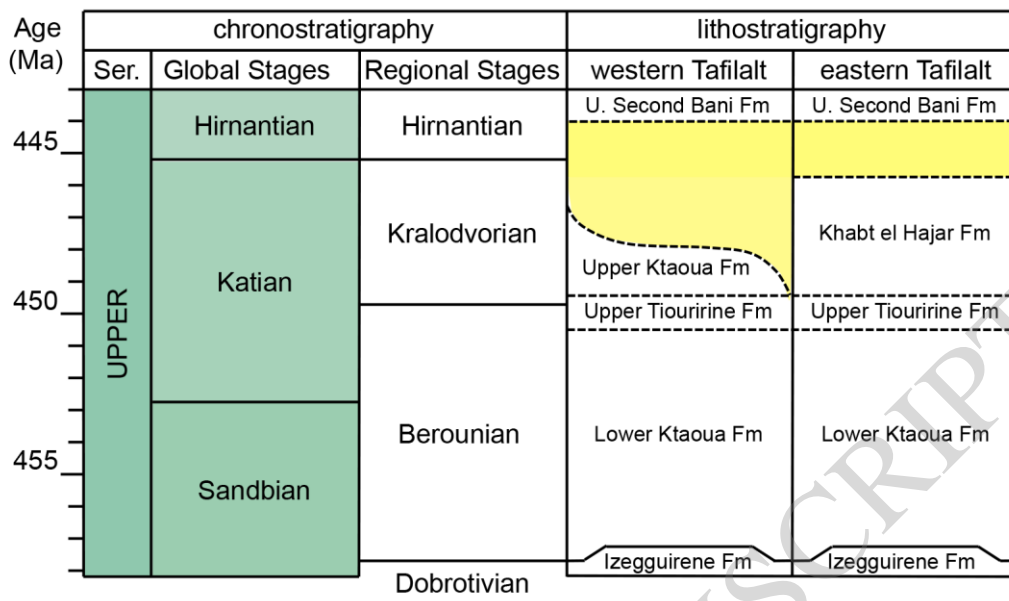 Age
(Ma)
chronostratigraphy
lithostratigraphy
Ser.
Global Stages
Regional Stages
western Tafilalt
eastern Tafilalt
U. Second Bani Fm
U. Second Bani Fm
Hirnantian
Hirnantian
445
Kralodvorian
Khabt el Hajar Fm
Upper Ktaoua Fm
Katian
450
Upper Tiouririne Fm
Upper Tiouririne Fm
UPPER
Berounian
Lower Ktaoua Fm
Lower Ktaoua Fm
455
Sandbian
Izegguirene Fm
Izegguirene Fm
Dobrotivian
SCRIPT